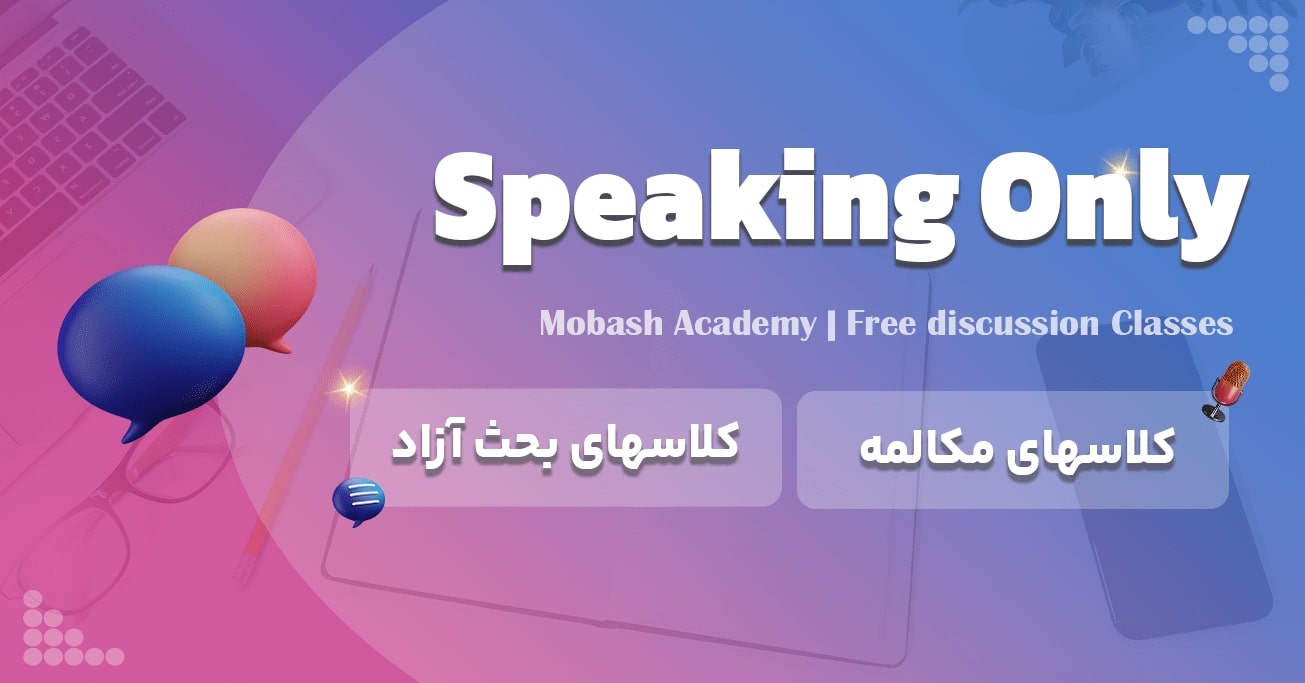 Speaking Only
Mobash Academy | Free discussion Classes
کلاسهای مکالمه
کلاسهای بحث آزاد